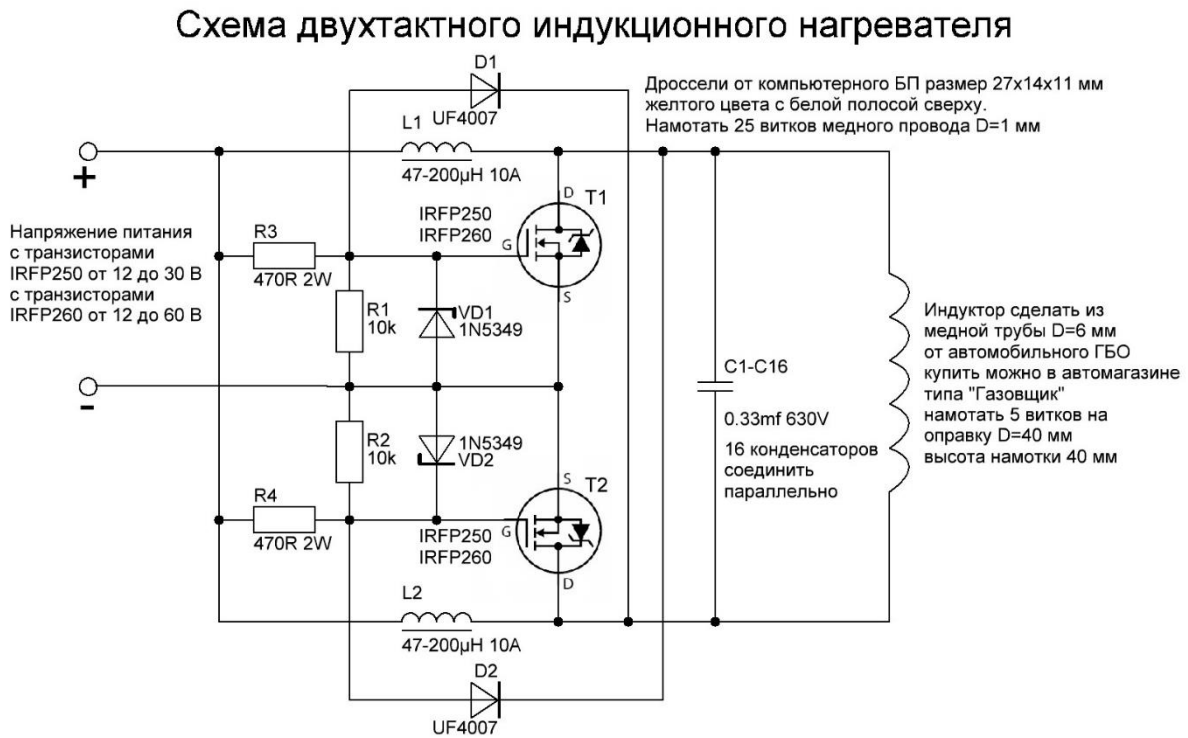 Схема двухтактного индукционного нагревателя
D1
UF4007
Дроссели от компьютерного БП размер 27x14x11 мм
желтого цвета с белой полосой сверху.
Намотать 25 витков медного провода D=1 мм
L1
47-200µH 10A
+
D
T1
IRFP250
IRFP260
G
S
Напряжение питания
с транзисторами
IRFP250 от 12 до 30 В
с транзисторами
IRFP260 от 12 до 60 В
R3
470R 2W
R1
10k
VD1
1N5349
-
C1-C16
0.33mf 630V
16 конденсаторов
соединить
параллельно
Индуктор сделать из
медной трубы D=6 мм
от автомобильного ГБО
купить можно в автомагазине
типа "Газовщик"
намотать 5 витков на
оправку D=40 мм
высота намотки 40 мм
R2
10k
1N5349
VD2
R4
470R 2W
S
T2
IRFP250
IRFP260
G
D
L2
47-200µH 10A
D2
UF4007